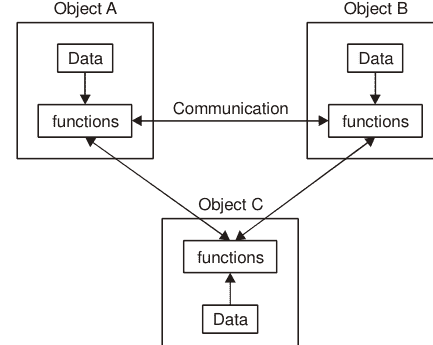 Object A
Object B
Data
Data
functions
Communication
functions
Object C
functions
Data